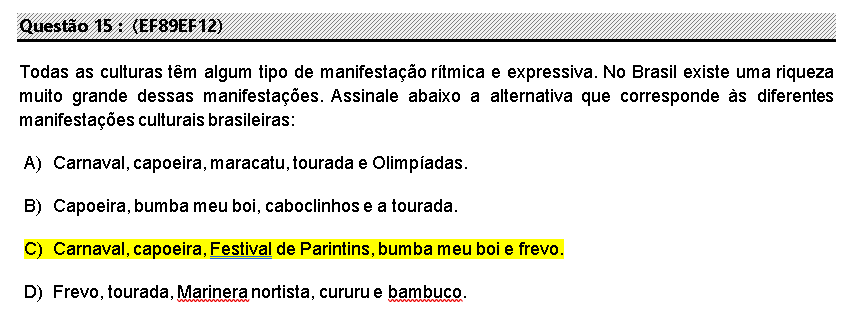 Questão 15 : (EF89EF12)
Todas as culturas têm algum tipo de manifestação rítmica e expressiva. No Brasil existe uma riqueza
muito grande dessas manifestações. Assinale abaixo a alternativa que corresponde às diferentes
manifestações culturais brasileiras:
A) Carnaval, capoeira, maracatu, tourada e Olimpíadas.
B) Capoeira, bumba meu boi, caboclinhos e a tourada.
C) Carnaval, capoeira, Festival de Parintins, bumba meu boi e frevo.
D) Frevo, tourada, Marinera nortista, cururu e bambuco.